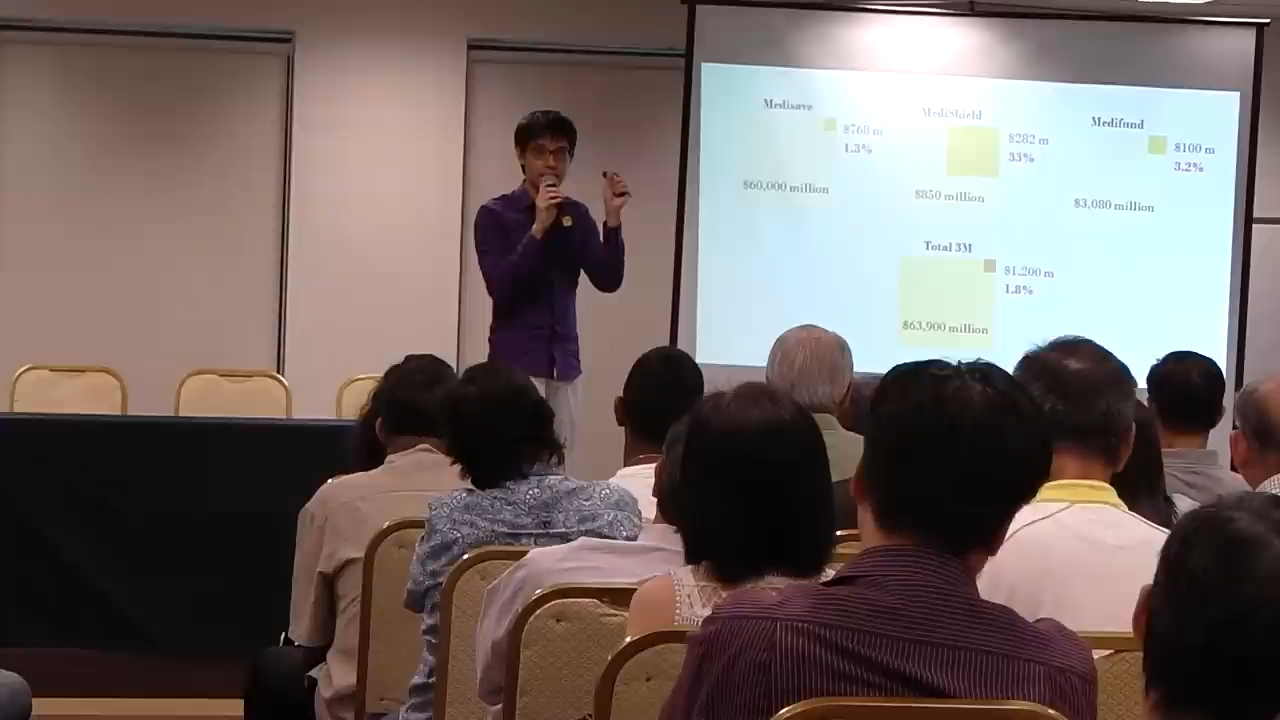 Medisave
$768 m
1.3%
$60,000 million
MediShield
$282 m
33%
$850 million
Medifund
$100 m
3.2%
$3,080 million
Total 3M
$1,200 m
1.8%
$63,900 million